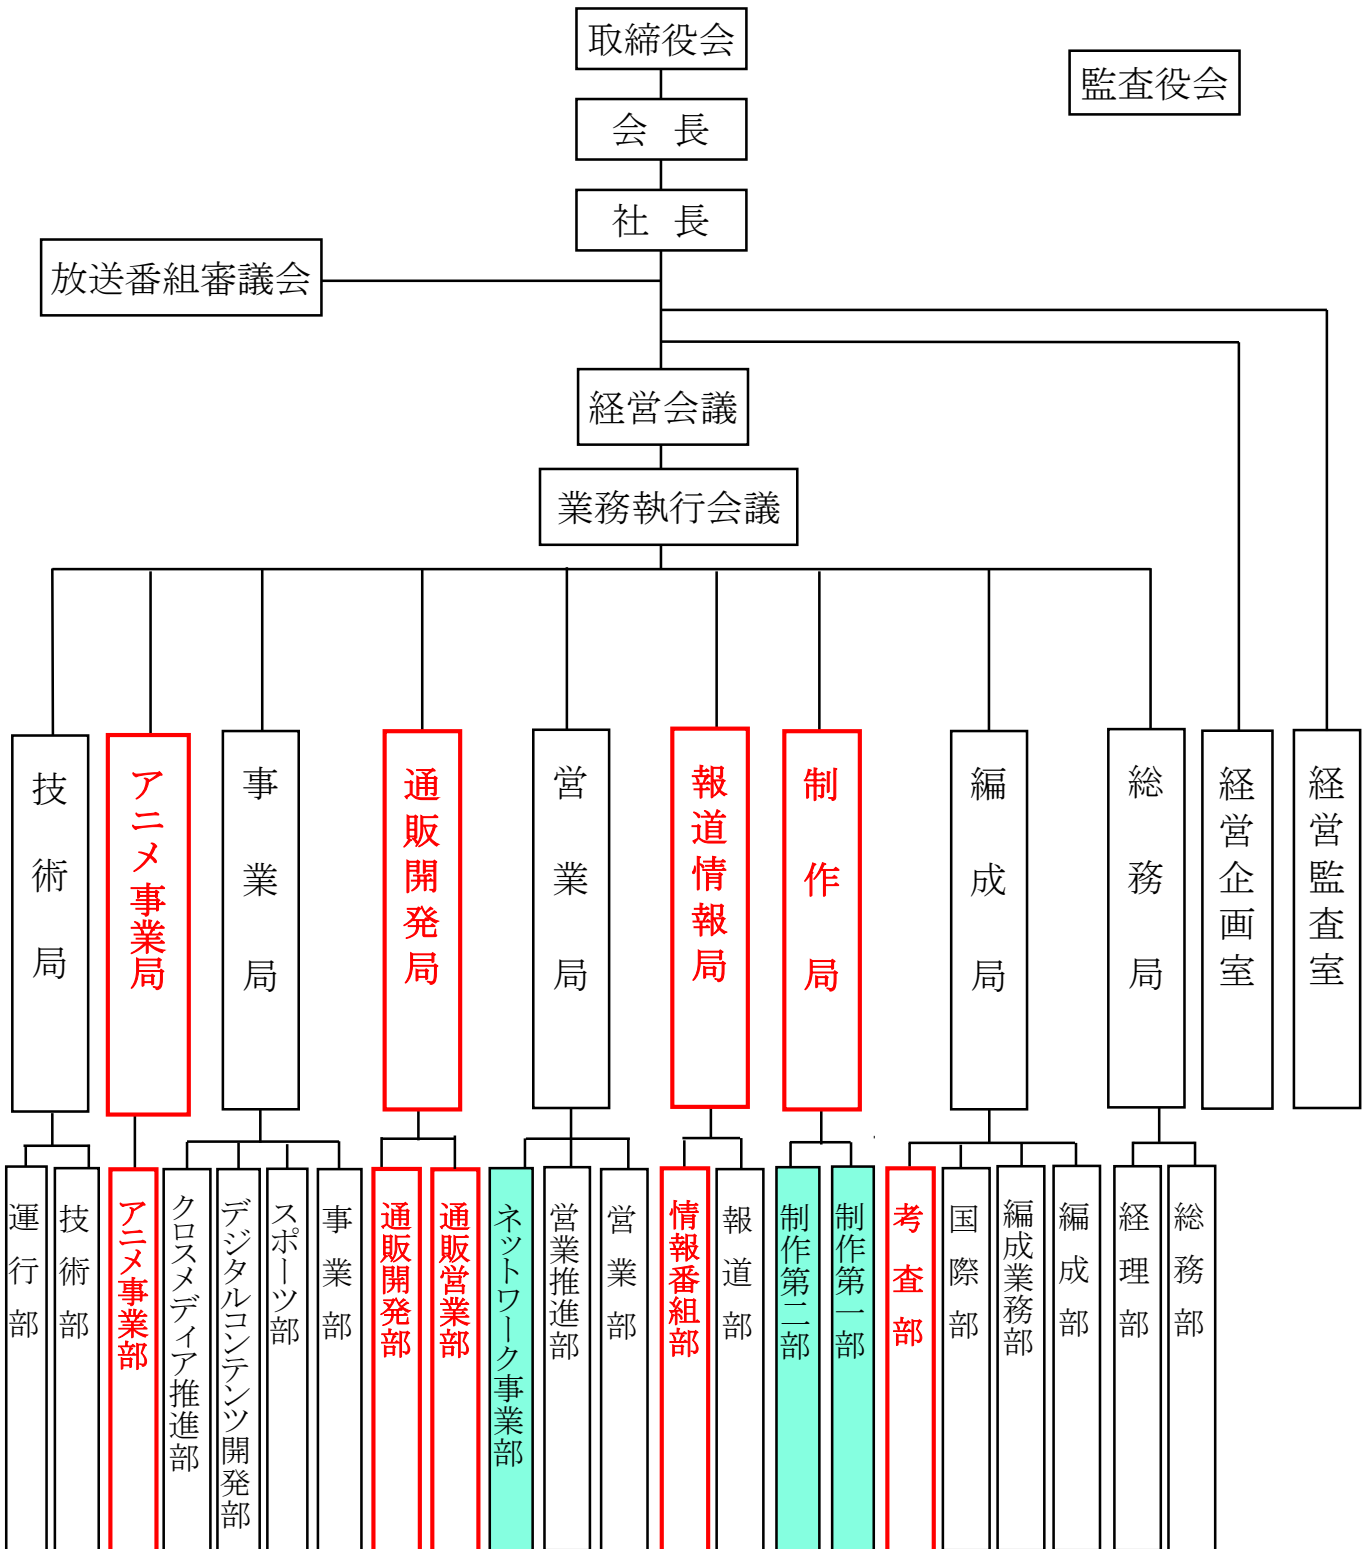 取締役会
監査役会
会長
社長
放送番組審議会
経営会議
業務執行会議
技術局
アニメ事業局
事業局
通販開発局
営業局
報道情報局
制作局
編成局
総務局
経営企画室
経営監査室
運行部
技術部
アニメ事業部
クロスメディア推進部
デジタルコンテンツ開発部
スポーツ部
事業部
通販開発部
通販営業部
ネットワーク事業部
営業推進部
営業部
情報番組部
報道部
制作第二部
制作第一部
考査部
国際部
編成業務部
編成部
経理部
総務部